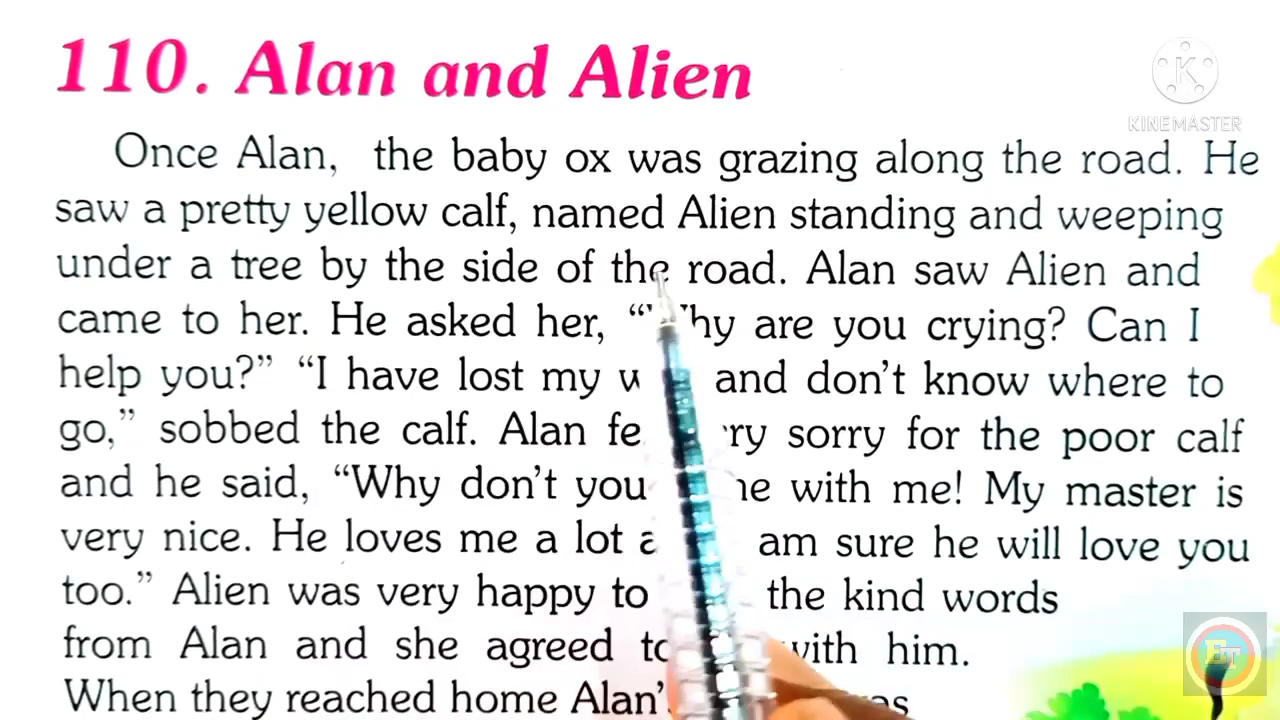 110. Alan and Alien
KINEMASTER
Once Alan, the baby ox was grazing along the road. He
saw a pretty yellow calf, named Alien standing and weeping
under a tree by the side of the road. Alan saw Alien and
came to her. He asked her, “Why are you crying? Can I
help you?” “I have lost my and don't know where to
go,” sobbed the calf. Alan sorry for the poor calf
and he said, “Why don't you with me! My master is
very nice. He loves me a lot am sure he will love you
too.” Alien was very happy to the kind words
from Alan and she agreed to with him.
When they reached home
ET